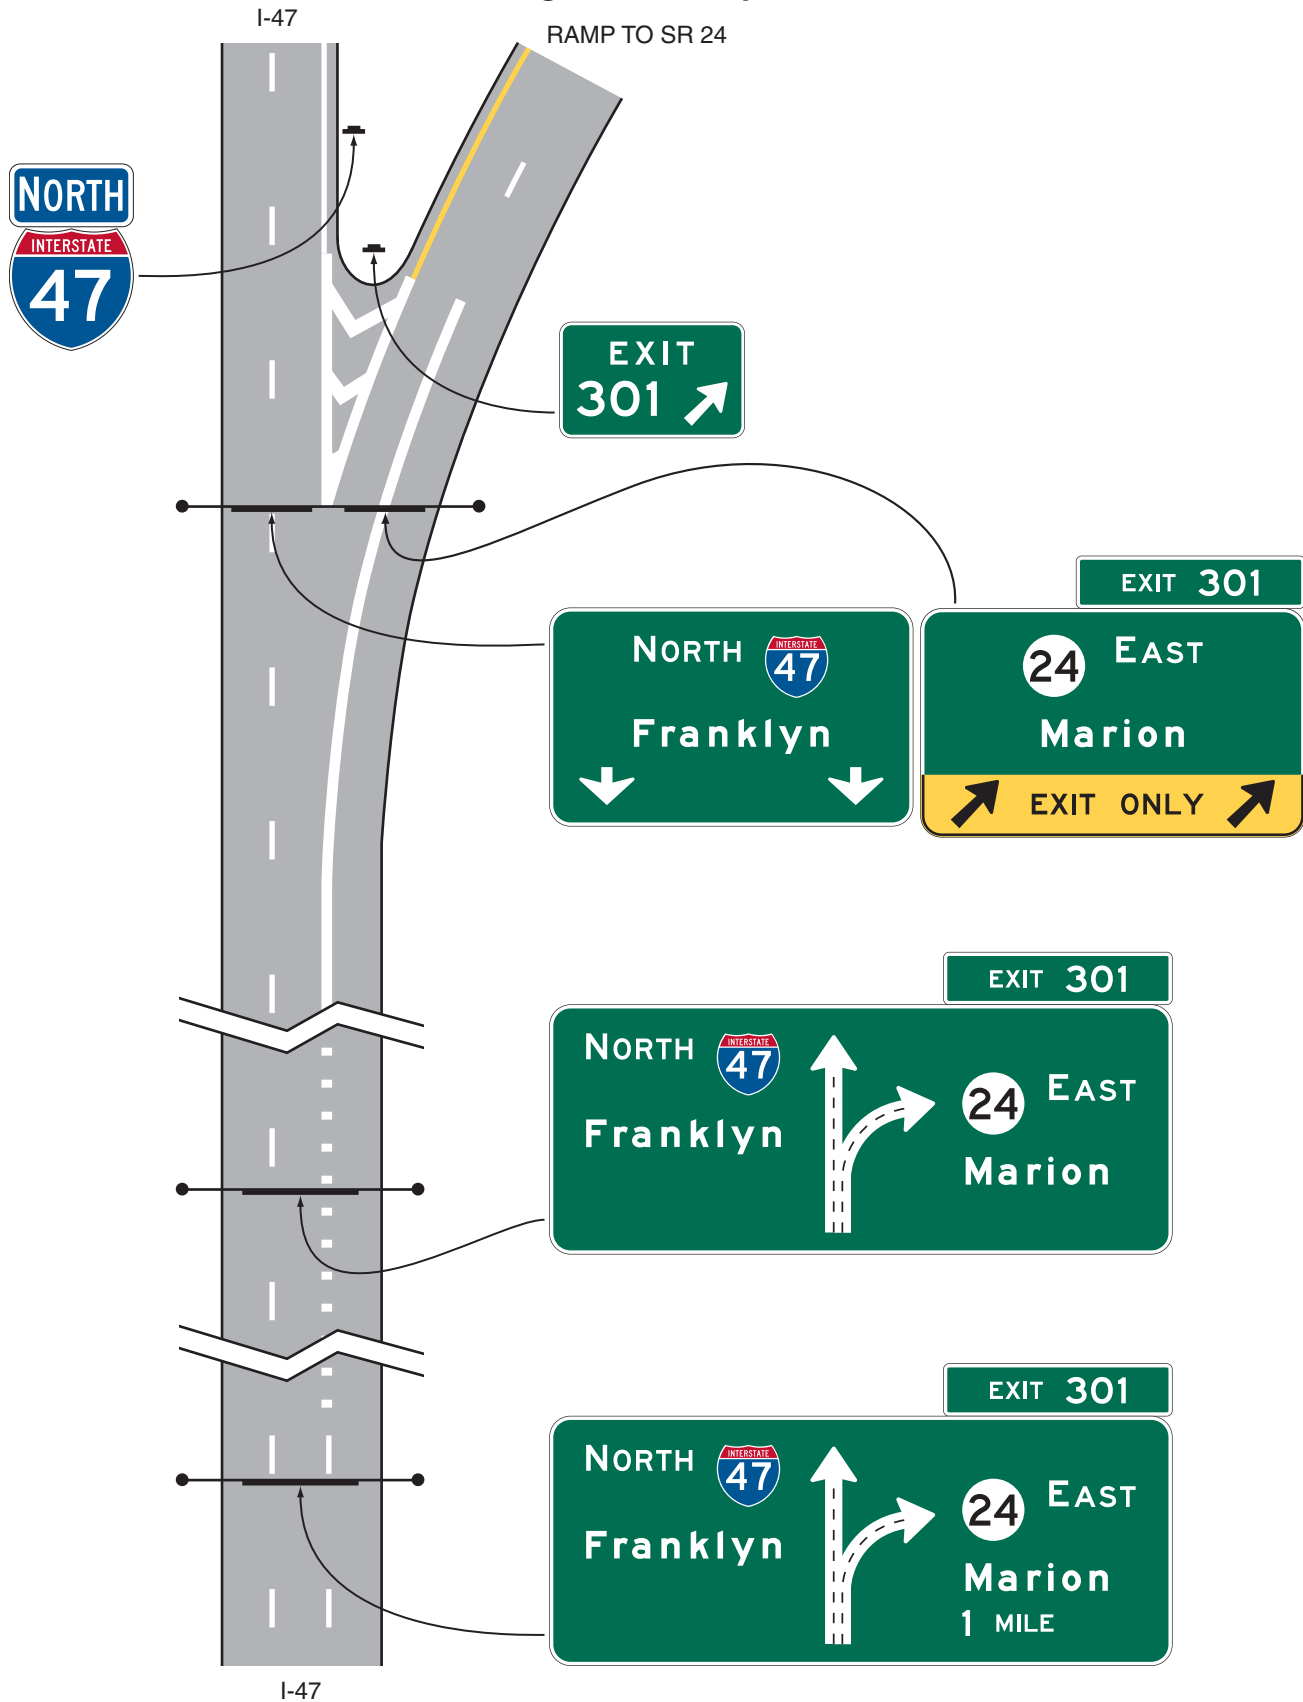 I-47
RAMP TO SR 24
NORTH
INTERSTATE
47
EXIT
301
EXIT 301
NORTH
INTERSTATE
47
Franklyn
24 EAST
Marion
EXIT ONLY
EXIT 301
NORTH
INTERSTATE
47
Franklyn
24 EAST
Marion
EXIT 301
NORTH
INTERSTATE
47
Franklyn
24 EAST
Marion
1 MILE
I-47